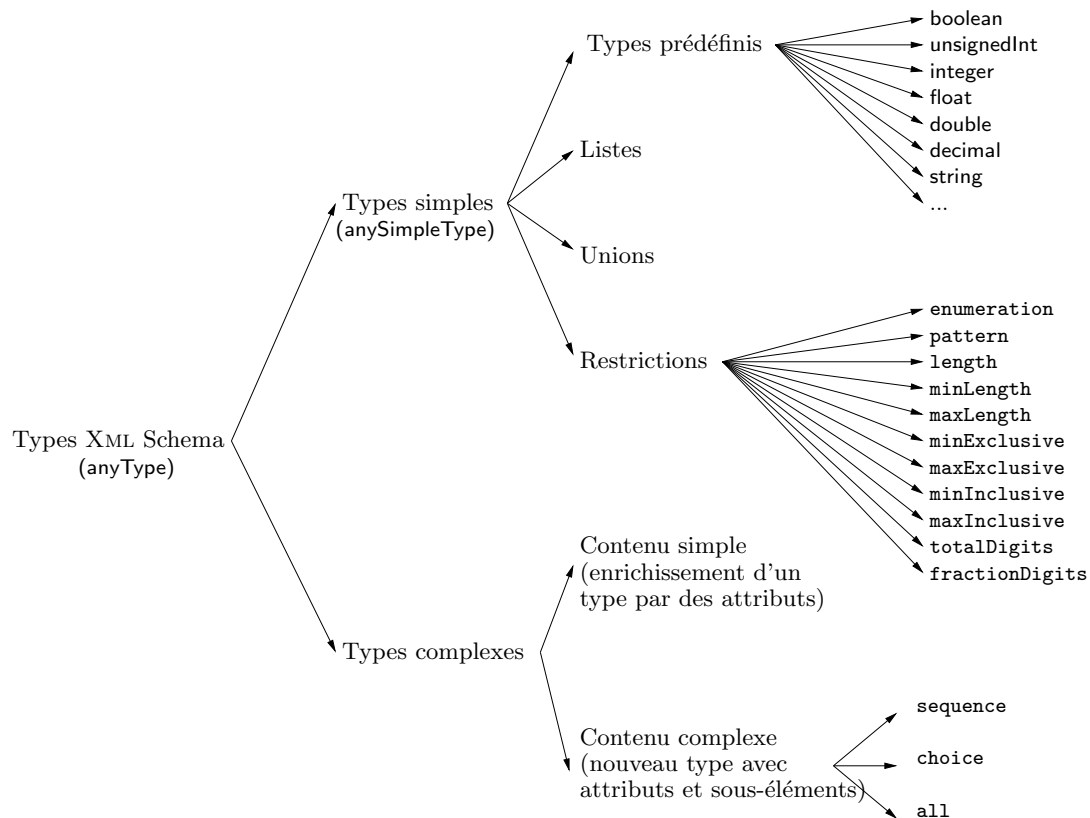 Types XML Schema
(anyType)
Types simples
(anySimpleType)
Types prédéfinis
boolean
unsignedInt
integer
float
double
decimal
string
...
Listes
Unions
Restrictions
enumeration
pattern
length
minLength
maxLength
minExclusive
maxExclusive
minInclusive
maxInclusive
totalDigits
fractionDigits
Types complexes
Contenu simple
(enrichissement d'un
type par des attributs)
Contenu complexe
(nouveau type avec
attributs et sous-éléments)
sequence
choice
all